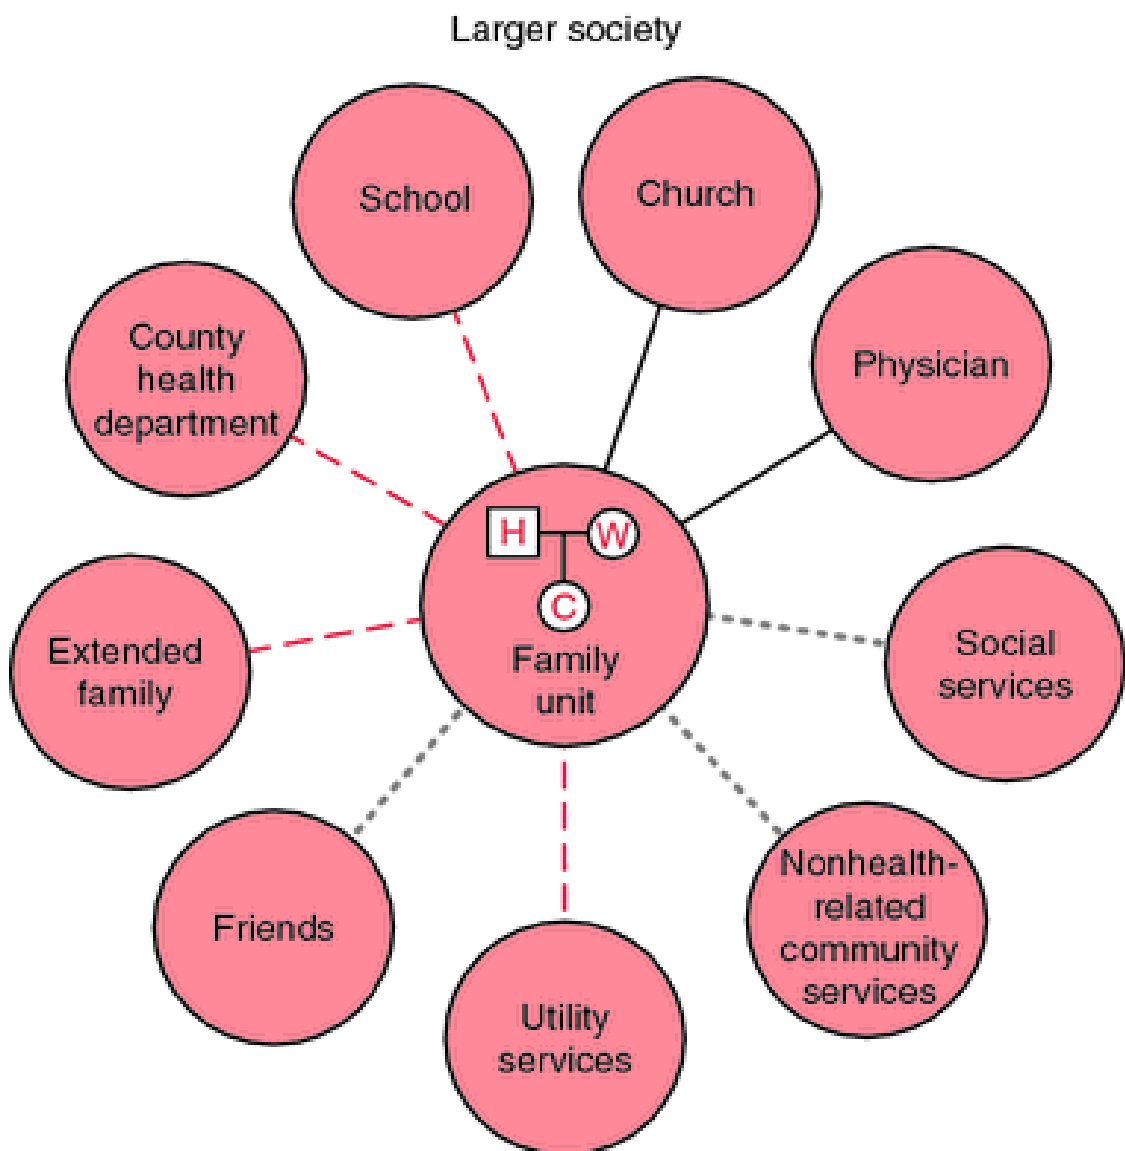 Larger society
School
Church
County
health
department
Physician
H
W
C
Family
unit
Extended
family
Social
services
Friends
Nonhealth-
related
community
services
Utility
services